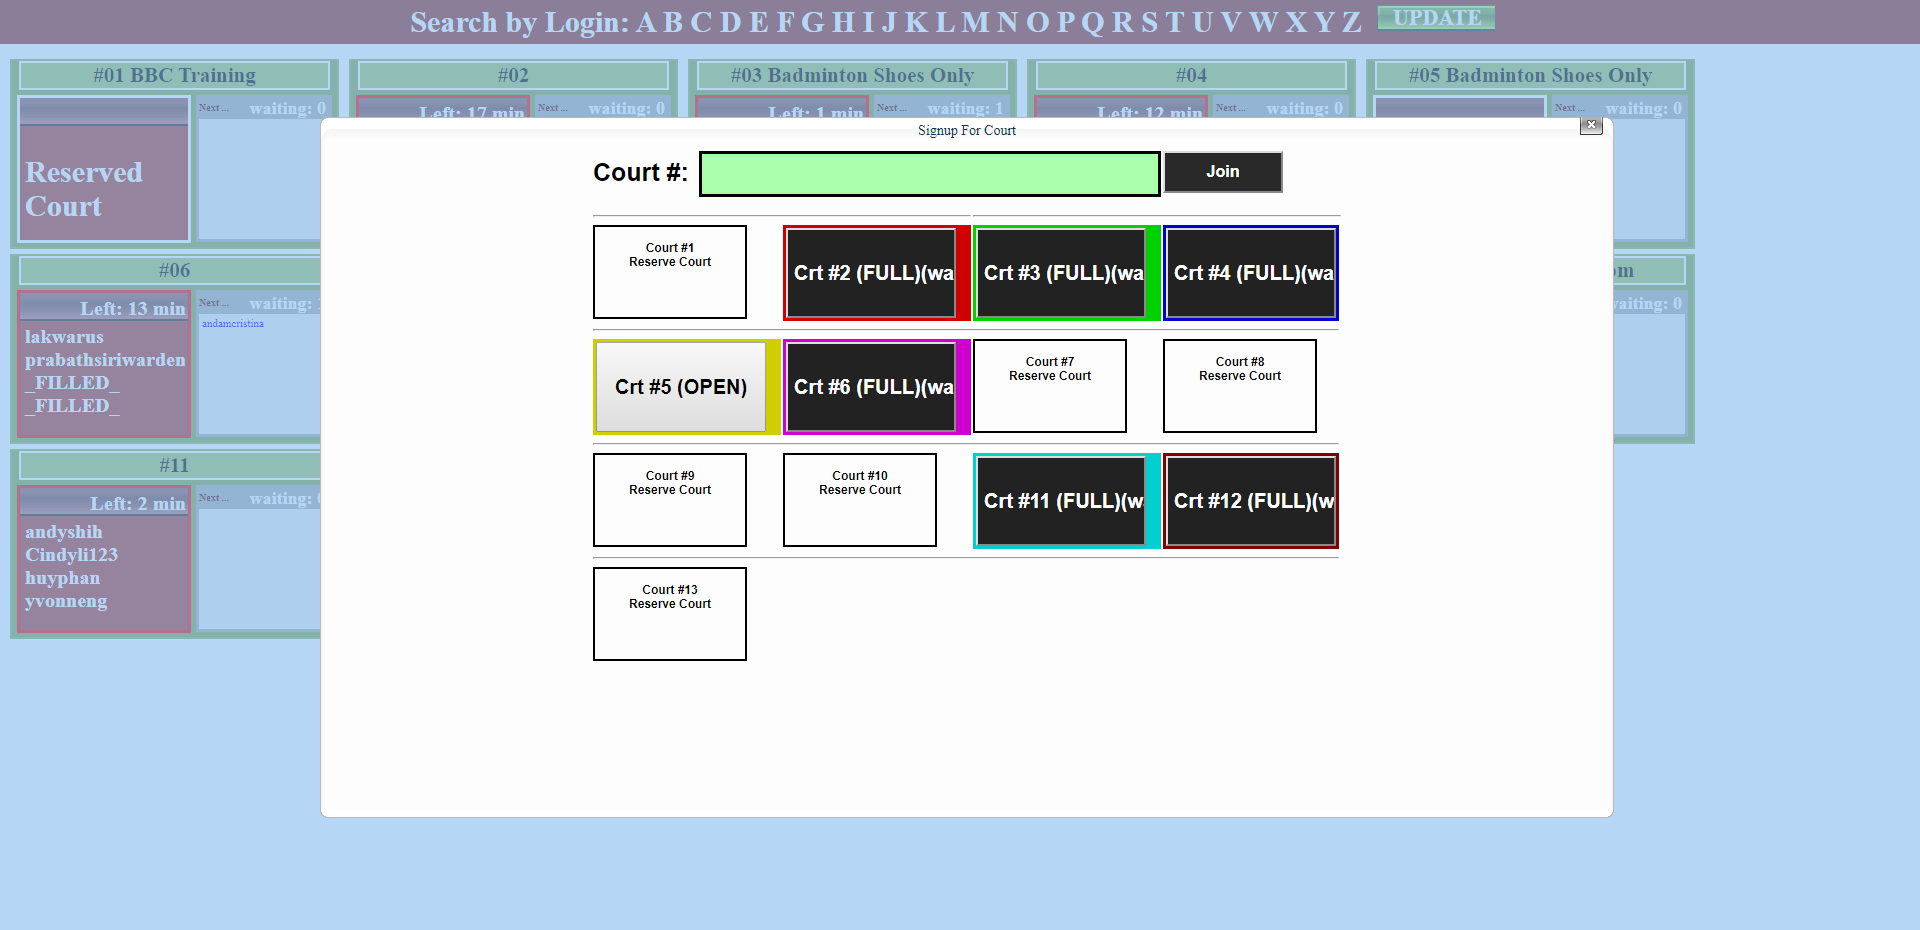 Search by Login: A B C D E F G H I J K L M N O P Q R S T U V W X Y Z UPDATE
#01 BBC Training
#02
#03 Badminton Shoes Only
#04
#05 Badminton Shoes Only
Next ... waiting: 0
Left: 17 min
Next ... waiting: 0
Left: 1 min
Next ... waiting: 1
Left: 12 min
Next ... waiting: 0
Next ... waiting: 0
Reserved
Court
#06
Left: 13 min
Next ... waiting:
lakwarus
prabathsiriwarden
_FILLED_
_FILLED_
andamcristina
waiting: 0
#11
Left: 2 min
Next ... waiting:
andyshih
Cindyli123
huyphan
yvonneng
Signup For Court
Court #:
Join
Court #1
Reserve Court
Crt #2 (FULL)(wa
Crt #3 (FULL)(wa
Crt #4 (FULL)(wa
Crt #5 (OPEN)
Crt #6 (FULL)(wa
Court #7
Reserve Court
Court #8
Reserve Court
Court #9
Reserve Court
Court #10
Reserve Court
Crt #11 (FULL)(w
Crt #12 (FULL)(w
Court #13
Reserve Court